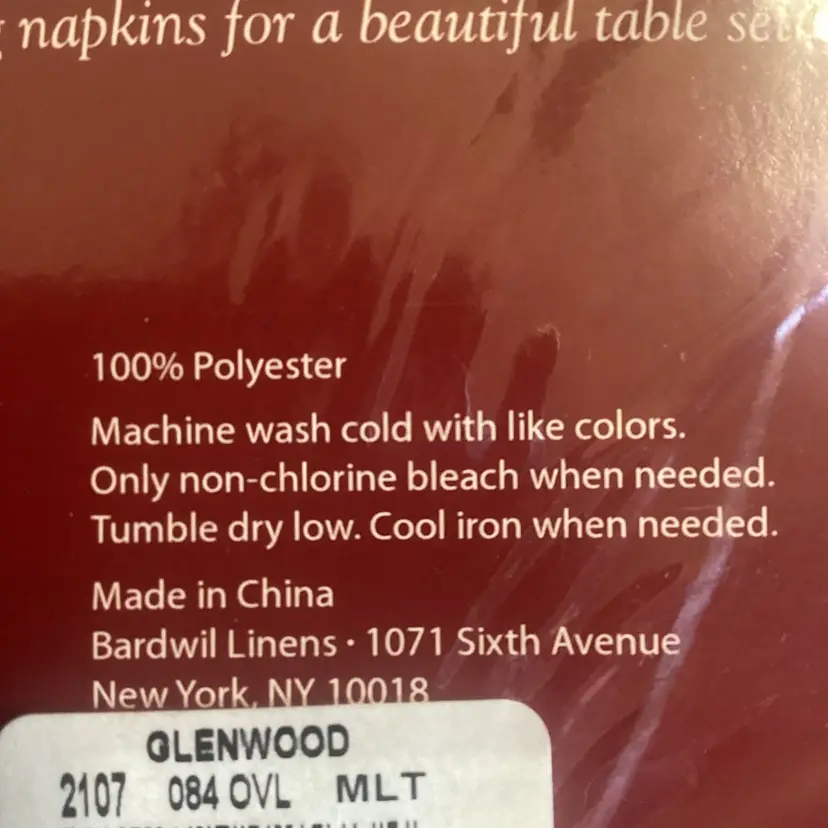 napkins for a beautiful table
100% Polyester
Machine wash cold with like colors.
Only non-chlorine bleach when needed.
Tumble dry low. Cool iron when needed.
Made in China
Bardwil Linens • 1071 Sixth Avenue
New York, NY 10018
GLENWOOD
2107 084 OVL MLT